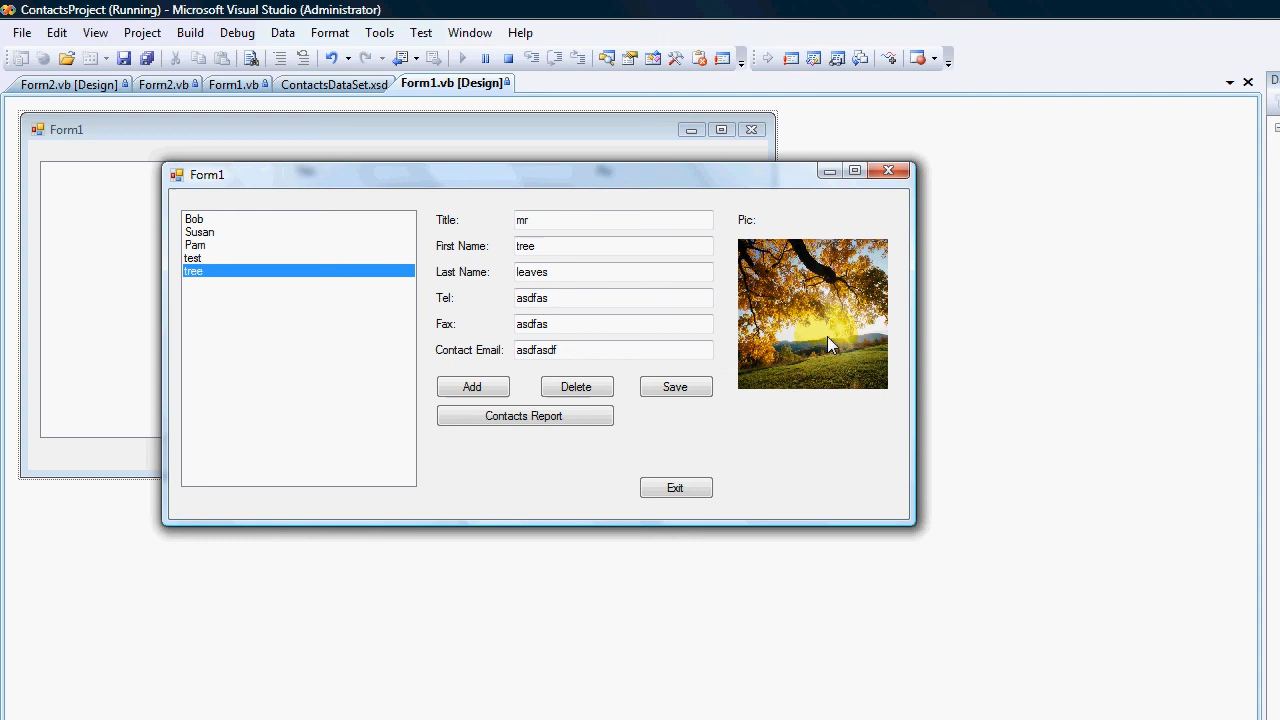 ContactsProject (Running) - Microsoft Visual Studio (Administrator)
File Edit View Project Build Debug Data Format Tools Test Window Help
Form2.vb [Design] Form2.vb Form1.vb ContactsDataSet.xsd Form1.vb [Design]
Form1
Form1
Bob
Susan
Pam
test
tree
Title: mr
First Name: tree
Last Name: leaves
Tel: asdfas
Fax: asdfas
Contact Email: asdfasdf
Add Delete Save
Contacts Report
Exit
Pic: